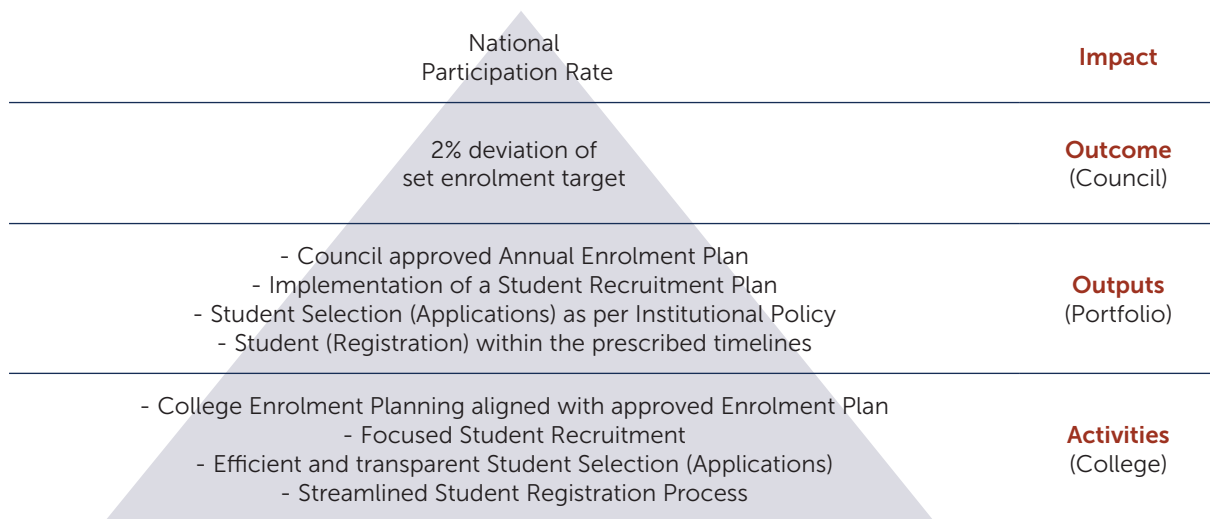 National
Participation Rate
Impact
2% deviation of
set enrolment target
Outcome
(Council)
- Council approved Annual Enrolment Plan
- Implementation of a Student Recruitment Plan
- Student Selection (Applications) as per Institutional Policy
- Student (Registration) within the prescribed timelines
Outputs
(Portfolio)
- College Enrolment Planning aligned with approved Enrolment Plan
- Focused Student Recruitment
- Efficient and transparent Student Selection (Applications)
- Streamlined Student Registration Process
Activities
(College)